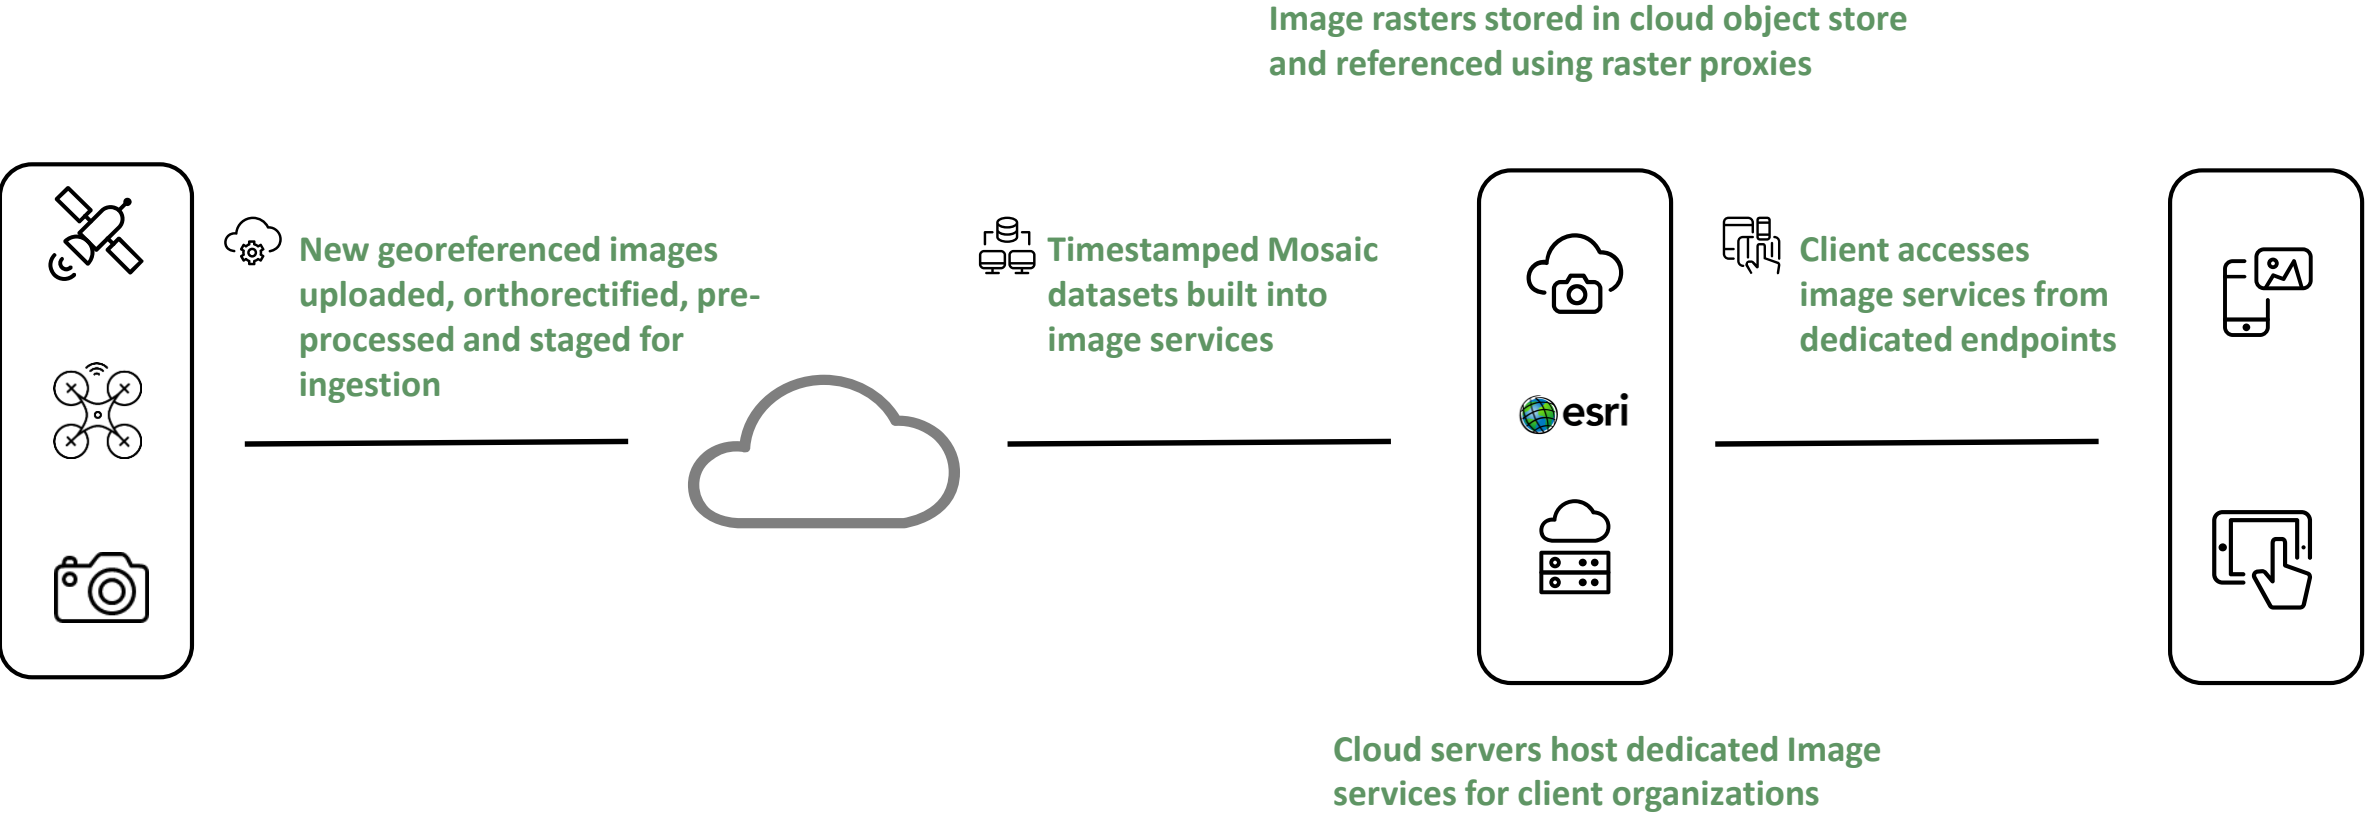 Image rasters stored in cloud object store
and referenced using raster proxies
New georeferenced images
uploaded, orthorectified, pre-
processed and staged for
ingestion
Timestamped Mosaic
datasets built into
image services
esri
Client accesses
image services from
dedicated endpoints
Cloud servers host dedicated Image
services for client organizations